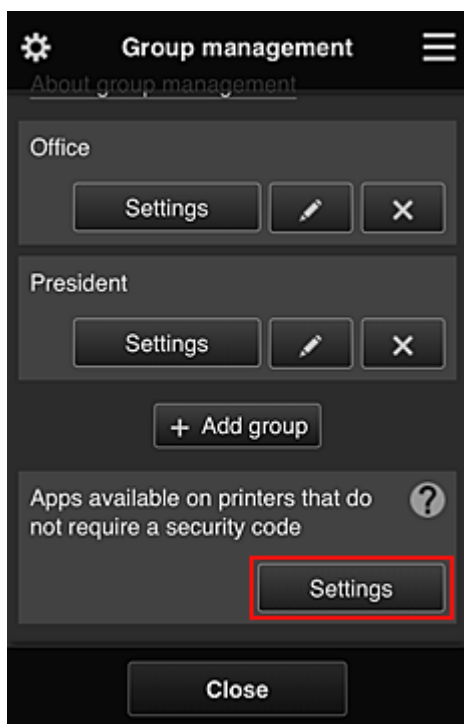 Group management
About group management
Office
Settings
President
Settings
+ Add group
Apps available on printers that do
not require a security code
?
Settings
Close